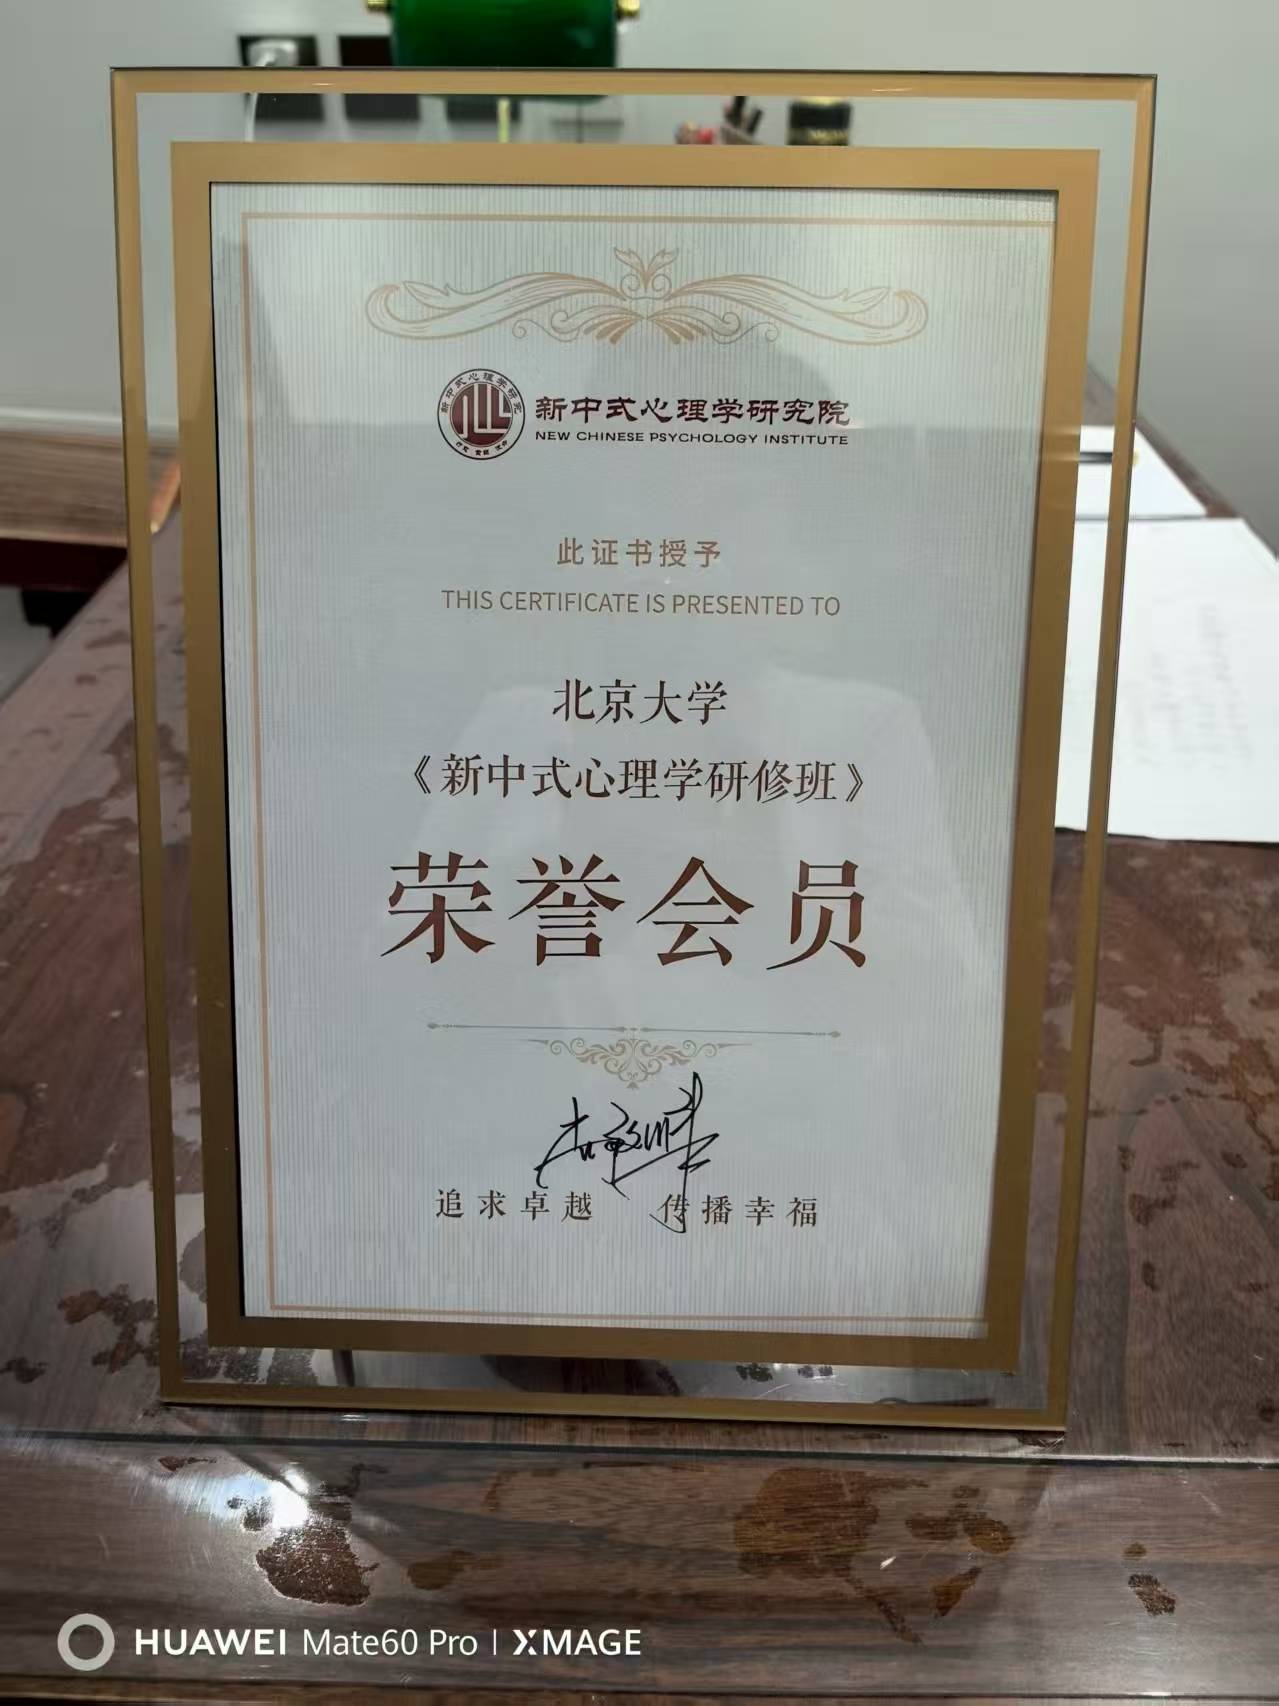 新中式心理学研究院
NEW CHINESE PSYCHOLOGY INSTITUTE
此证书授予
THIS CERTIFICATE IS PRESENTED TO
北京大学
《新中式心理学研修班》
荣誉会员
追求卓越 传播幸福
HUAWEI Mate60 Pro | XMAGE